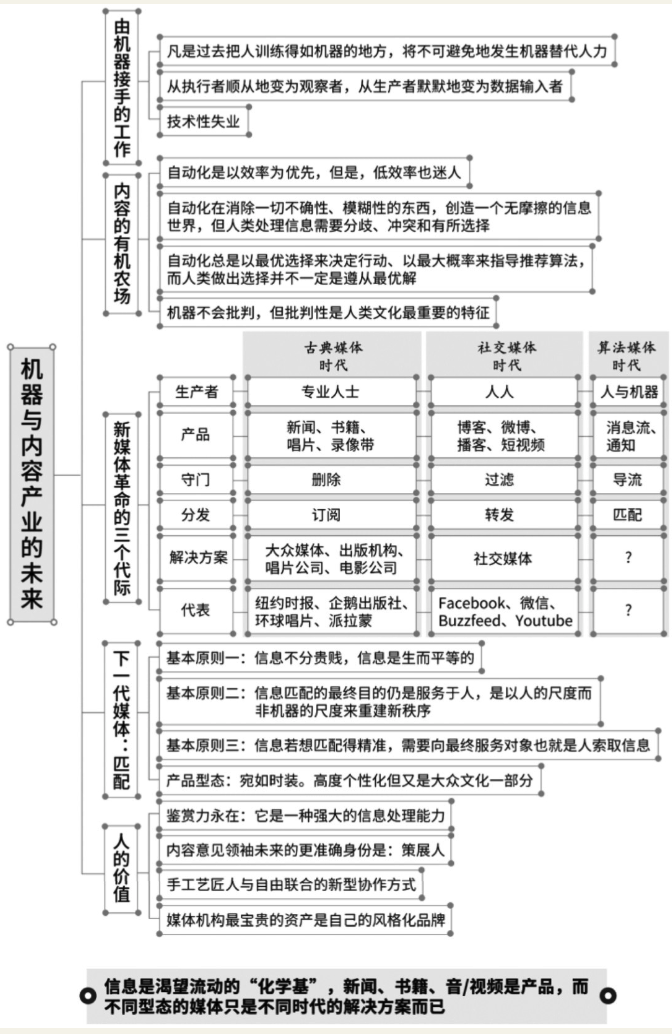 机器与内容产业的未来
由机器接手的工作
凡是过去把人训练得如机器的地方，将不可避免地发生机器替代人力
从执行者顺从地变为观察者，从生产者默默地变为数据输入者
技术性失业
内容的有机农场
自动化是以效率为优先，但是，低效率也迷人
自动化在消除一切不确性、模糊性的东西，创造一个无摩擦的信息
世界，但人类处理信息需要分歧、冲突和有所选择
自动化总是以最优选择来决定行动、以最大概率来指导推荐算法，
而人类做出选择并不一定是遵从最优解
机器不会批判，但批判性是人类文化最重要的特征
新媒体革命的三个代际
古典媒体
时代
社交媒体
时代
算法媒体
时代
生产者
专业人士
人人
人与机器
产品
新闻、书籍、
唱片、录像带
博客、微博、
播客、短视频
消息流、
通知
守门
删除
过滤
导流
分发
订阅
转发
匹配
解决方案
大众媒体、出版机构、
唱片公司、电影公司
社交媒体
?
代表
纽约时报、企鹅出版社、
环球唱片、派拉蒙
Facebook、微信、
Buzzfeed、Youtube
?
下一代媒体：匹配
基本原则一：信息不分贵贱，信息是生而平等的
基本原则二：信息匹配的最终目的仍是服务于人，是以人的尺度而
非机器的尺度来重建新秩序
基本原则三：信息若想匹配得精准，需要向最终服务对象也就是人索取信息
产品型态：宛如时装。高度个性化但又是大众文化一部分
人的价值
鉴赏力永在：它是一种强大的信息处理能力
内容意见领袖未来的更准确身份是：策展人
手工艺匠人与自由联合的新型协作方式
媒体机构最宝贵的资产是自己的风格化品牌
信息是渴望流动的“化学基”，新闻、书籍、音/视频是产品，而
不同型态的媒体只是不同时代的解决方案而已